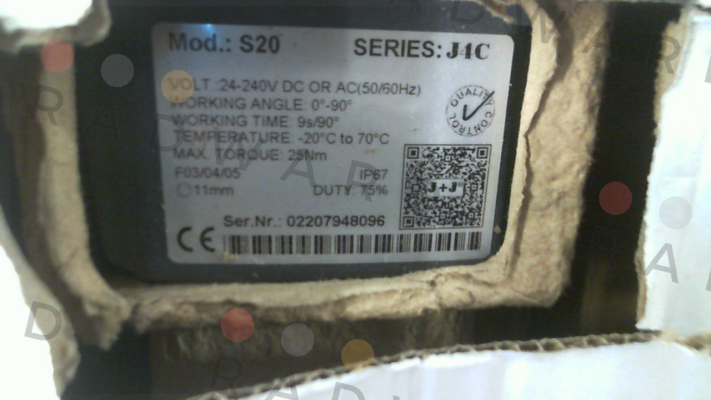 Mod.: S20 SERIES: J4C
VOLT.: 24-240V DC OR AC(50/60Hz)
WORKING ANGLE: 0°-90°
WORKING TIME: 9s/90°
TEMPERATURE: -20°C to 70°C
MAX. TORQUE: 25Nm
F03/04/05 IP67
11mm DUTY: 75%
QUALITY CONTROL
J+J
Ser.Nr.: 02207948096
CE